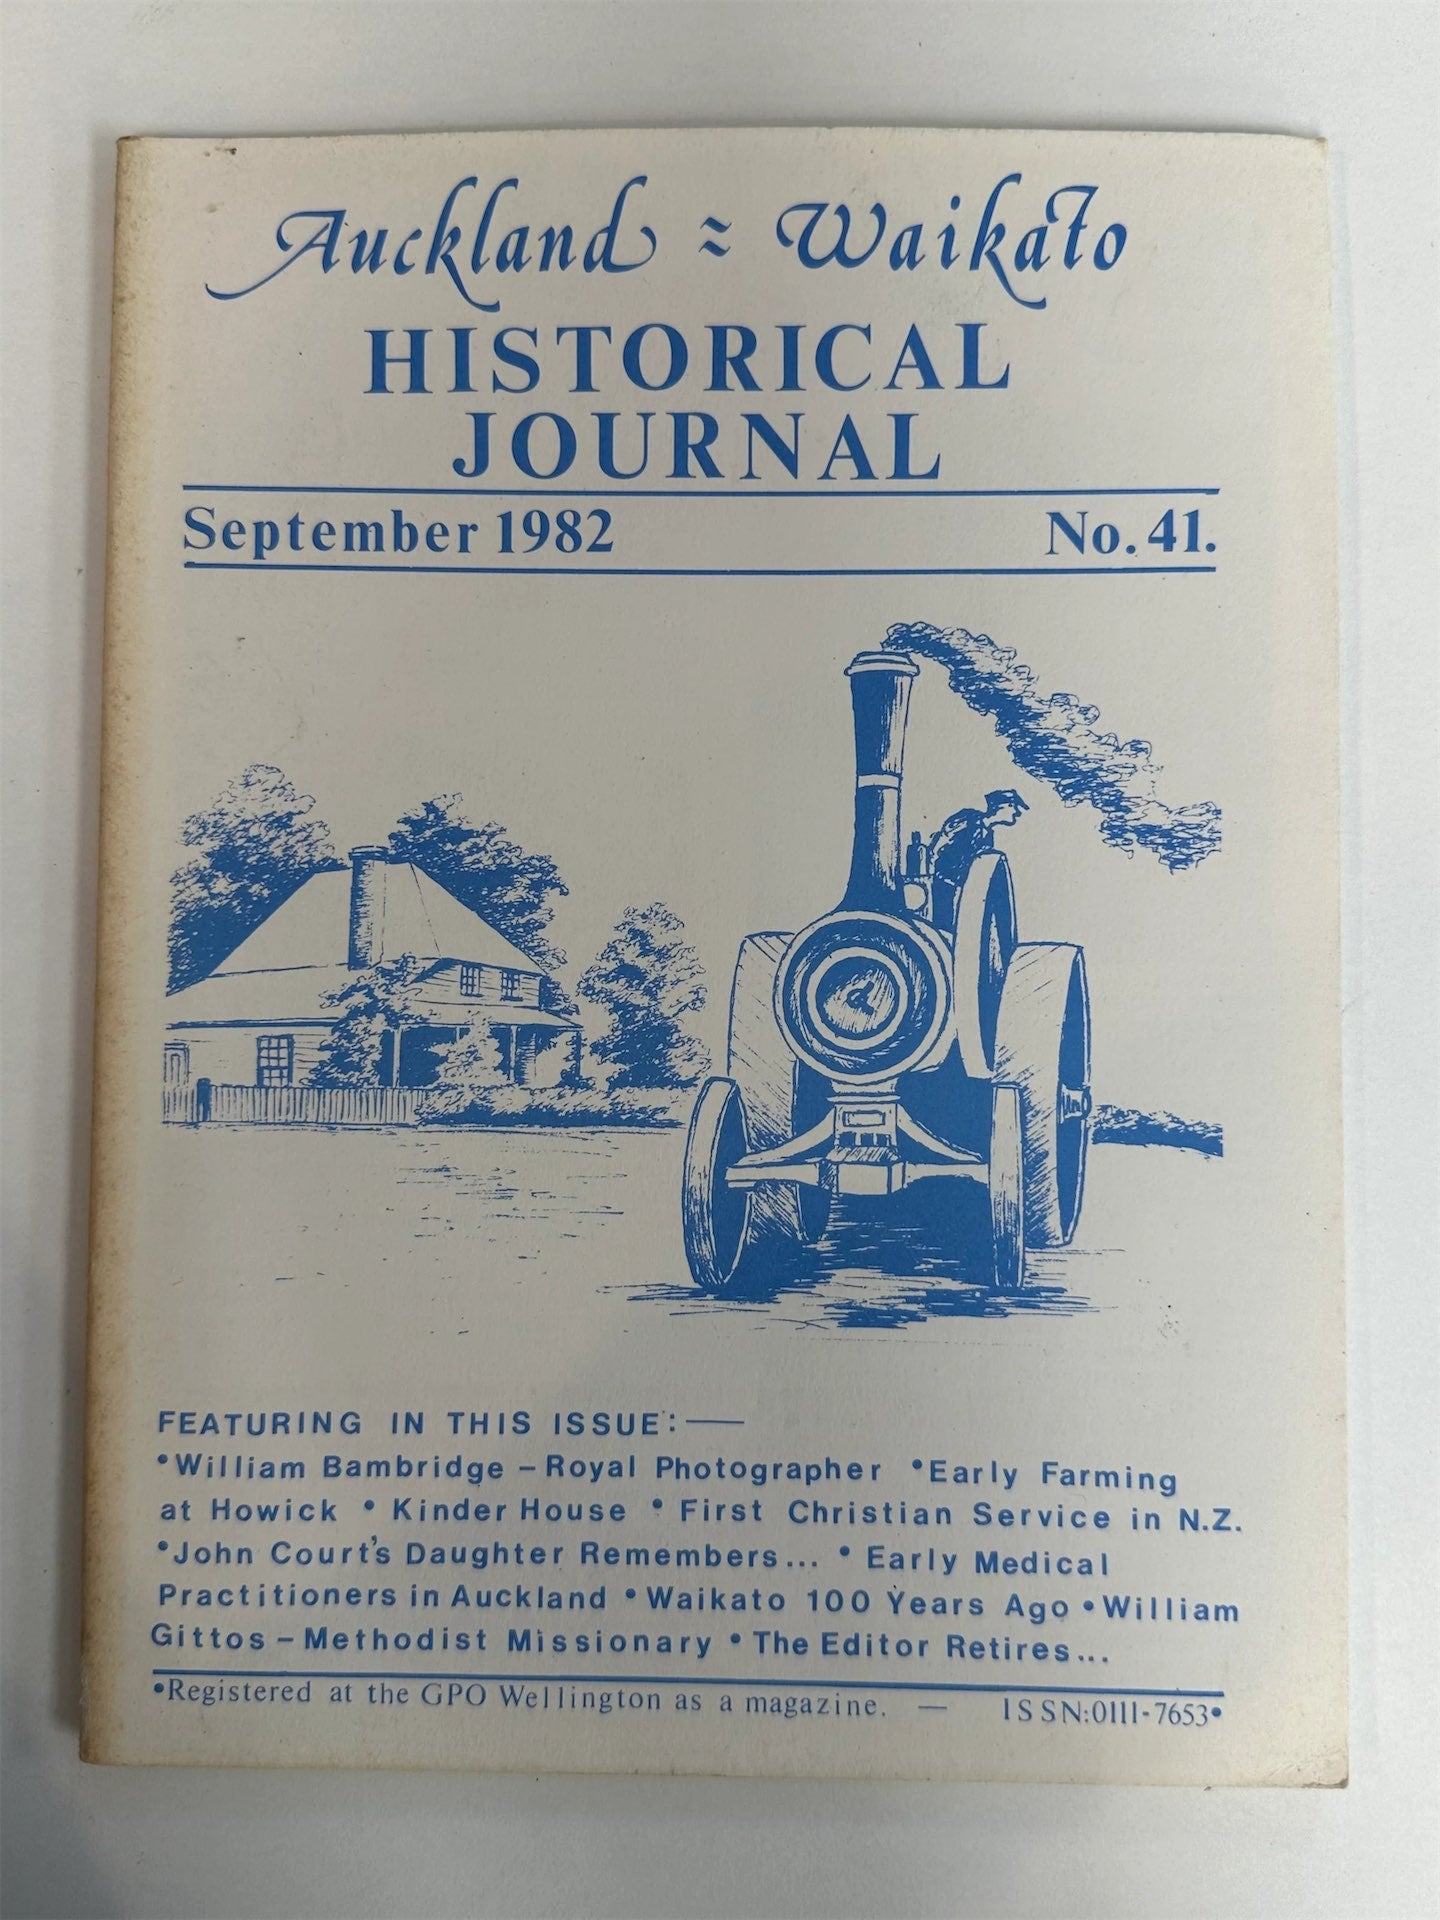 Auckland = Waikato
HISTORICAL
JOURNAL
September 1982 No. 41.
FEATURING IN THIS ISSUE:—
•William Bambridge – Royal Photographer •Early Farming
at Howick • Kinder House • First Christian Service in N.Z.
•John Court's Daughter Remembers... • Early Medical
Practitioners in Auckland •Waikato 100 Years Ago •William
Gittos – Methodist Missionary • The Editor Retires...
•Registered at the GPO Wellington as a magazine. — ISSN:0111-7653•